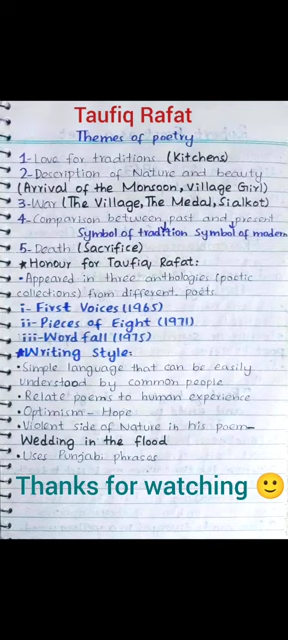 Taufiq Rafat
Themes of poetry
1-Love for traditions (Kitchens)
2-Description of Nature and beauty
(Arrival of the Monsoon, Village Girl)
3-War (The Village, The Medal, Sialkot)
4-Comparison between past and present
Symbol of tradition Symbol of modern
5-Death (Sacrifice)
★Honour for Taufiq Rafat:
•Appeared in three anthologies (poetic
collections) from different poets.
i- First Voices (1965)
ii-Pieces of Eight (1971)
iii-Word fall (1975)
★Writing Style:
•Simple language that can be easily
understood by common people
•Relate poems to human experience
•Optimism-Hope
•Violent side of Nature in his poem-
Wedding in the flood
•Uses Punjabi phrases
Thanks for watching 🙂